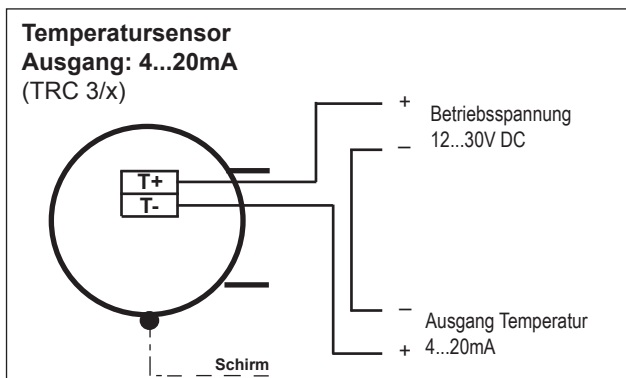 Temperatursensor
Ausgang: 4...20mA
(TRC 3/x)
T+
T-
+
Betriebsspannung
– 12...30V DC
–
Ausgang Temperatur
+ 4...20mA
Schirm